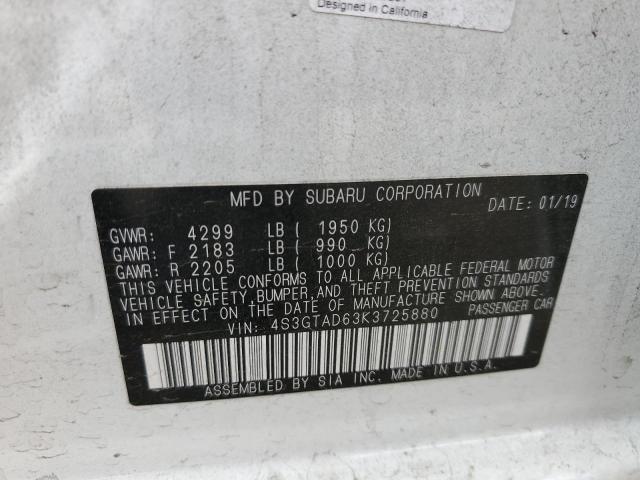 Designed in California
MFD BY SUBARU CORPORATION DATE: 01/19
GVWR: 4299 LB ( 1950 KG)
GAWR: F 2183 LB ( 990 KG)
GAWR: R 2205 LB ( 1000 KG)
THIS VEHICLE CONFORMS TO ALL APPLICABLE FEDERAL MOTOR
VEHICLE SAFETY, BUMPER, AND THEFT PREVENTION STANDARDS
IN EFFECT ON THE DATE OF MANUFACTURE SHOWN ABOVE.
VIN: 4S3GTAD63K3725880 PASSENGER CAR
ASSEMBLED BY SIA INC. MADE IN U.S.A.